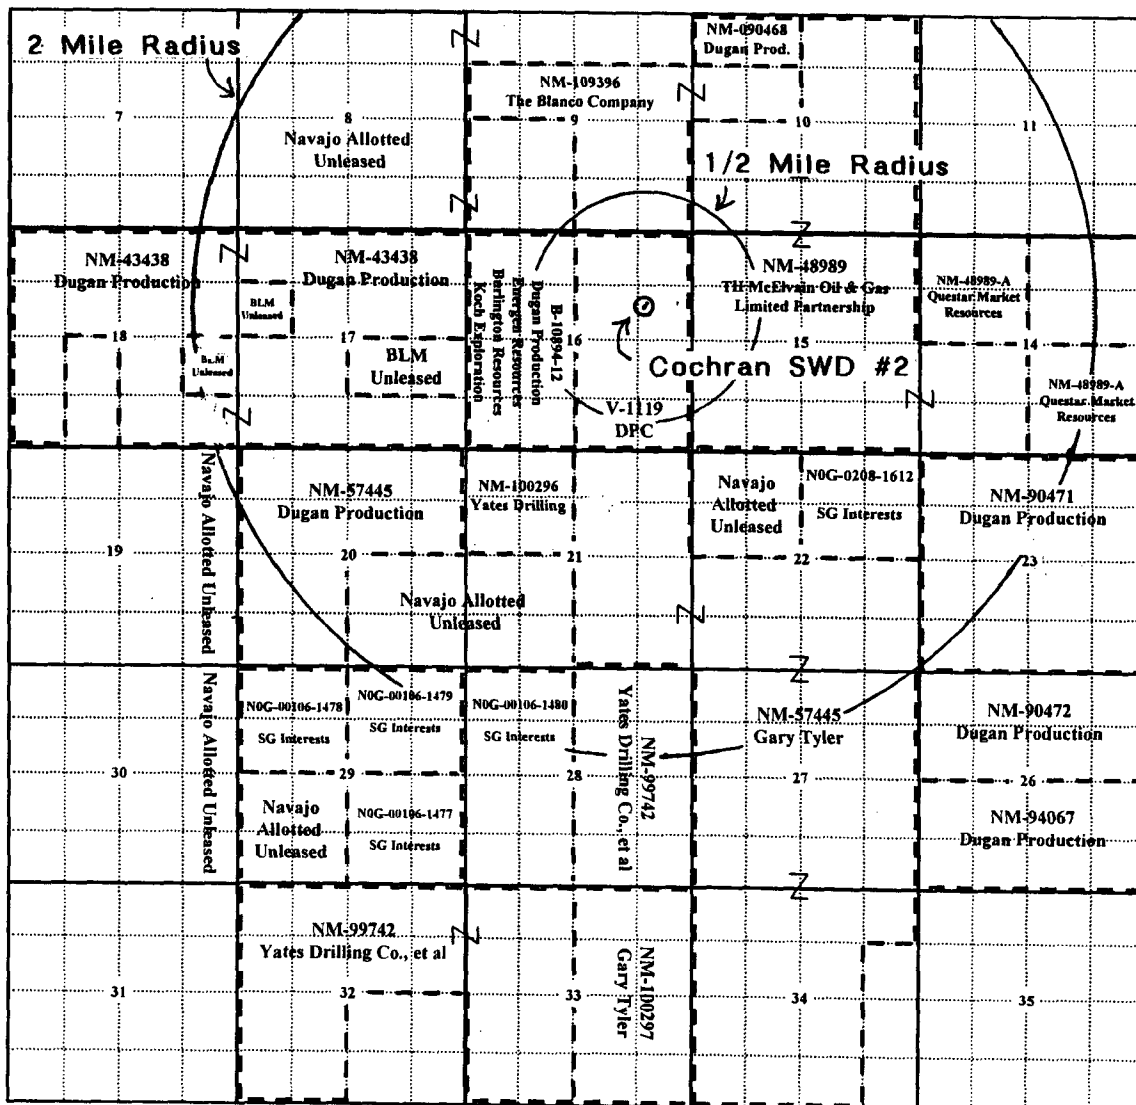 2 Mile Radius
7
8
Navajo Allotted
Unleased
NM-109396
The Blanco Company
9
NM-090468
Dugan Prod.
10
11
1/2 Mile Radius
NM-43438
Dugan Production
18
BLM
Unleased
NM-43438
Dugan Production
BLM
Unleased
17
BLM
Unleased
Koch Exploration
Burlington Resources
Energen Resources
Dugan Production
B-10894-12
16
Cochran SWD #2
V-1119
DPC
NM-48989
TH McElvain Oil & Gas
Limited Partnership
15
NM-48989-A
Questar Market
Resources
14
NM-48989-A
Questar Market
Resources
19
Navajo Allotted Unleased
NM-57445
Dugan Production
20
NM-100296
Yates Drilling
21
Navajo Allotted
Unleased
Navajo
Allotted
Unleased
N0G-0208-1612
SG Interests
22
NM-90471
Dugan Production
23
30
Navajo Allotted Unleased
N0G-00106-1478
SG Interests
N0G-00106-1479
SG Interests
29
Navajo
Allotted
Unleased
N0G-00106-1477
SG Interests
N0G-00106-1480
SG Interests
28
NM-99742
Yates Drilling Co., et al
NM-57445
Gary Tyler
27
NM-90472
Dugan Production
26
NM-94067
Dugan Production
31
NM-99742
Yates Drilling Co., et al
32
33
NM-100297
Gary Tyler
34
35